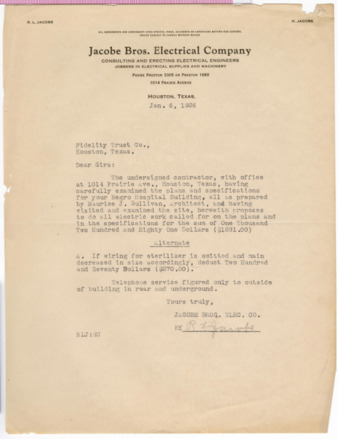 R. L. JACOBE
H. JACOBE
Jacobe Bros. Electrical Company
CONSULTING AND ERECTING ELECTRICAL ENGINEERS
JOBBERS IN ELECTRICAL SUPPLIES AND MACHINERY
1014 PRAIRIE AVENUE
HOUSTON, TEXAS.
Jan. 6, 1926
Fidelity Trust Co.,
Houston, Texas.
Dear Sirs:
The undersigned contractor, with office
at 1014 Prairie Ave., Houston, Texas, having
carefully examined the plans and specifications
for your Negro Hospital Building, all as prepared
by Maurice J. Sullivan, Architect, and having
visited and examined the site, herewith proposes
to do all electric work called for on the plans and
in the specifications for the sum of One Thousand
Two Hundred and Eighty One Dollars
Alternate
A. If wiring for sterilizer is omitted and main
decreased in size accordingly, deduct Two Hundred
and Seventy Dollars ($270.00).
Telephone service figured only to outside
of building in rear and underground.
Yours truly,
JACOBE BROS. ELEC. CO.
BY R. L. Jacobe